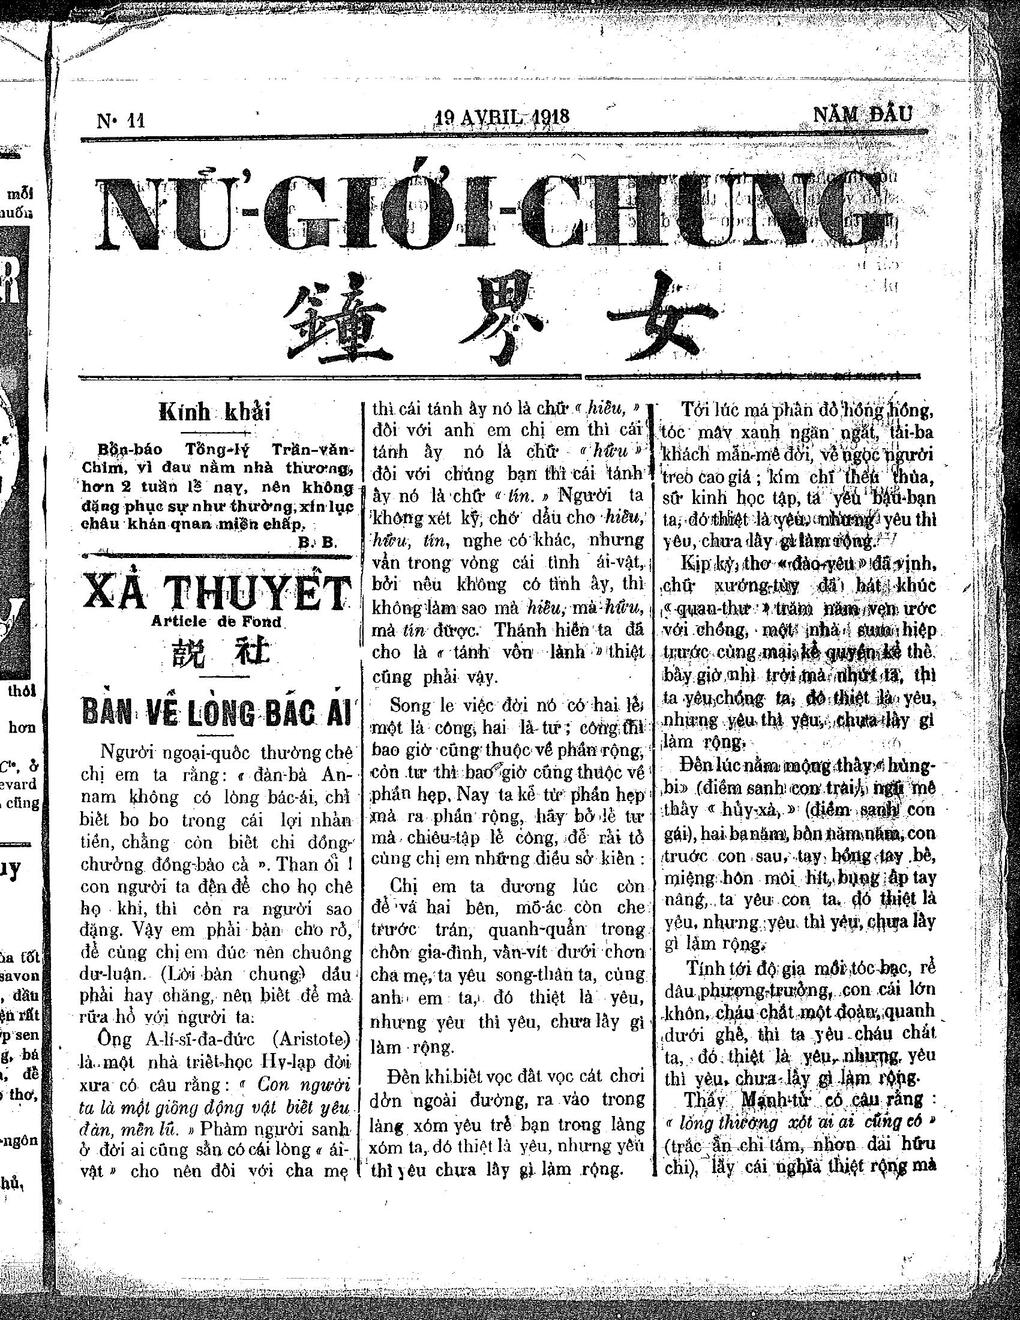 Nº 11
19 AVRIL 1918
NĂM ĐẦU
NỮ-GIỚI-CHUNG
鐘 界 女
Kính khải
Bổn-báo Tổng-lý Trần-văn-
Chim, vì đau nằm nhà thương,
hơn 2 tuần lễ nay, nên không
đặng phục sự như thường, xin lục
châu khán quan miễn chấp.
B. B.
XÃ THUYẾT
Article de Fond
説 社
BÀN VỀ LÒNG BÁC ÁI
Người ngoại-quốc thường chê
chị em ta rằng: « đàn-bà An-
nam không có lòng bác-ái, chỉ
biết bo bo trong cái lợi nhãn
tiền, chẳng còn biết chi đồng-
chưởng đồng-bào cả ». Than ôi !
con người ta đến để cho họ chê
họ khi, thì còn ra người sao
đặng. Vậy em phải bàn cho rõ,
để cùng chị em đúc nên chuông
dư-luận. (Lời bàn chung) dầu
phải hay chăng, nên biết để mà
rữa hổ với người ta.
Ông A-lí-sĩ-đa-đức (Aristote)
là một nhà triết-học Hy-lạp đời
xưa có câu rằng : « Con người
ta là một giống động vật biết yêu
đàn, mến lũ. » Phàm người sanh
ở đời ai cũng sẵn có cái lòng « ái-
vật » cho nên đối với cha mẹ
thì cái tánh ấy nó là chữ « hiếu, »
đối với anh em chị em thì cái
tánh ấy nó là chữ « hữu »
đối với chúng bạn thì cái tánh
ấy nó là chữ « tín. » Người ta
không xét kỹ, chớ dầu cho hiếu,
hữu, tín, nghe có khác, nhưng
vẫn trong vòng cái tình ái-vật,
bởi nếu không có tình ấy, thì
không làm sao mà hiếu, mà hữu,
mà tín được. Thánh hiền ta đã
cho là « tánh vốn lành » thiệt
cũng phải vậy.
Song le việc đời nó có hai lẽ,
một là công, hai là tư ; công thì
bao giờ cũng thuộc về phần rộng,
còn tư thì bao giờ cũng thuộc về
phần hẹp. Nay ta kể từ phần hẹp
mà ra phần rộng, hãy bỏ lẽ tư
mà chiêu-tập lẽ công, để rải tỏ
cùng chị em những điều sở kiến :
Chị em ta đương lúc còn
để vá hai bên, mỏ-ác còn che
trước trán, quanh-quẩn trong
chốn gia-đình, vấn-vít dưới chơn
cha mẹ, ta yêu song-thân ta, cùng
anh em ta, đó thiệt là yêu,
nhưng yêu thì yêu, chưa lấy gì
làm rộng.
Đến khi biết vọc đất vọc cát chơi
dởn ngoài đường, ra vào trong
làng xóm yêu trẻ bạn trong làng
xóm ta, đó thiệt là yêu, nhưng yêu
thì yêu chưa lấy gì làm rộng.
Tới lúc má phấn đỏ hồng hồng,
tóc mây xanh ngăn ngắt, tài-ba
khách mẫn-mê đời, vẻ ngọc người
treo cao giá ; kim chỉ thêu thùa,
sử kinh học tập, ta yêu bậu-bạn
ta, đó thiệt là yêu, nhưng yêu thì
yêu, chưa lấy gì làm rộng.
Kịp kỳ, thơ « đào-yêu » đã vịnh,
chữ xướng-tùy đã hát, khúc
« quan-thư » trăm năm vẹn ước
với chồng, một nhà sum hiệp
trước cùng mai, kẻ quyến kẻ thề.
bây giờ nhì trời mà nhứt ta, thì
ta yêu chồng ta, đó thiệt là yêu,
nhưng yêu thì yêu, chưa lấy gì
làm rộng.
Đến lúc nằm mộng thấy « hùng-
bi » (điềm sanh con trai), ngủ mê
thấy « hủy-xà, » (điềm sanh con
gái), hai ba năm, bốn năm năm, con
trước con sau, tay bồng tay bế,
miệng hôn môi hít, bụng ấp tay
nâng, ta yêu con ta, đó thiệt là
yêu, nhưng yêu thì yêu, chưa lấy
gì làm rộng.
Tính tới độ gia mồi tóc bạc, rể
dâu phương-trưởng, con cái lớn
khôn, cháu chắt một đoàn, quanh
dưới ghế, thì ta yêu cháu chắt
ta, đó thiệt là yêu, nhưng yêu
thì yêu, chưa lấy gì làm rộng.
Thầy Mạnh-tử có câu rằng :
« lòng thương xót ai ai cũng có »
(trắc ẩn chi tâm, nhơn dai hữu
chi), lấy cái nghĩa thiệt rộng mà